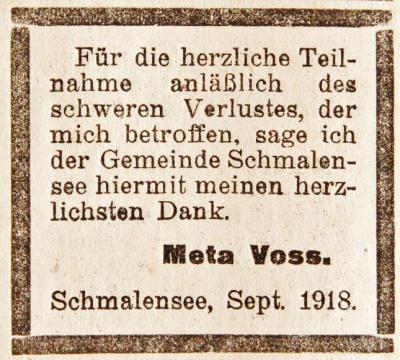 Für die herzliche Teil-
nahme anläßlich des
schweren Verlustes, der
mich betroffen, sage ich
der Gemeinde Schmalen-
see hiermit meinen herz-
lichsten Dank.
Meta Voss.
Schmalensee, Sept. 1918.